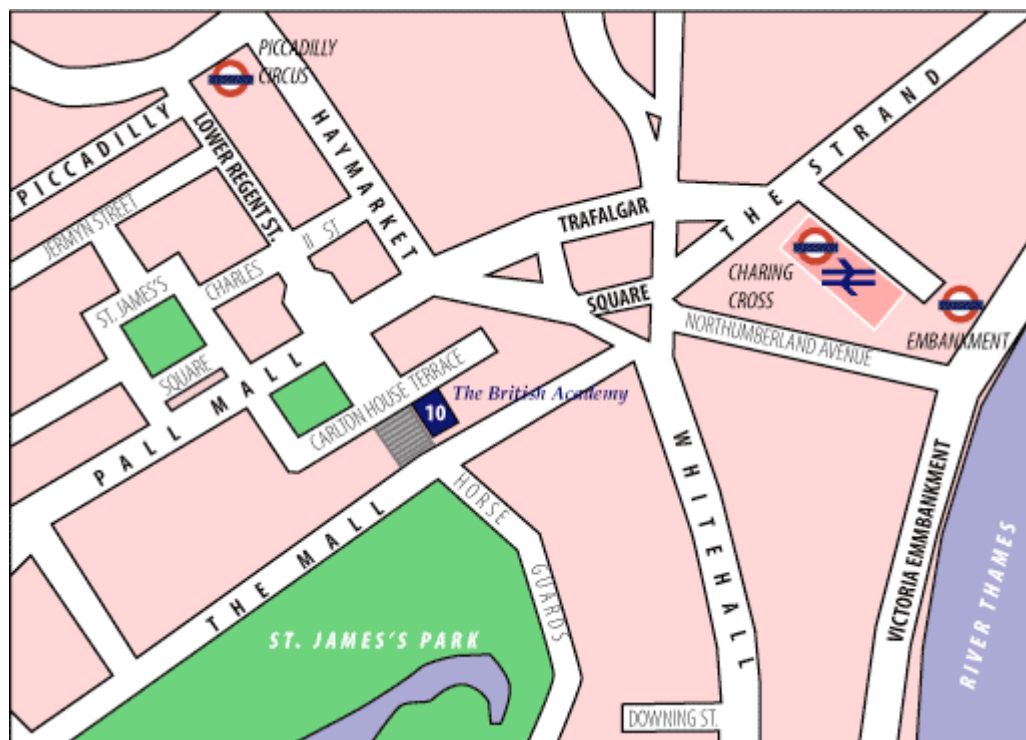 PICCADILLY
CIRCUS
PICCADILLY
LOWER REGENT ST.
HAYMARKET
THE STRAND
JERMYN STREET
TRAFALGAR
SQUARE
II ST
CHARLES
ST. JAMES'S
SQUARE
CHARING
CROSS
EMBANKMENT
NORTHUMBERLAND AVENUE
PALL MALL
CARLTON HOUSE TERRACE
The British Academy
10
THE MALL
HORSE
GUARDS
WHITEHALL
VICTORIA EMMBANKMENT
RIVER THAMES
ST. JAMES'S PARK
DOWNING ST.